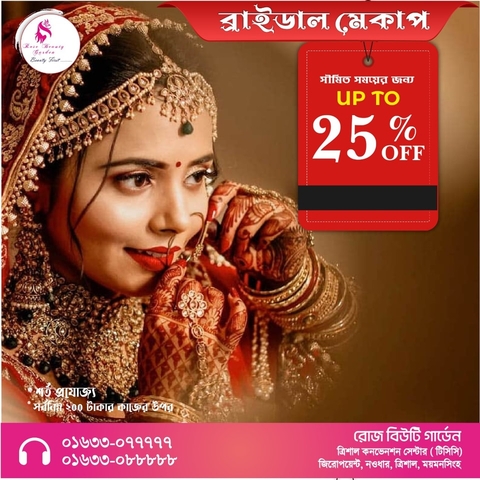 Rose Beauty
Garden
Beauty First
ব্রাইডাল মেকাপ
সীমিত সময়ের জন্য
UP TO
25% OFF
* শর্ত প্রযোজ্য
* সর্বনিম্ন ২০০ টাকার কাজের উপর
০১৬৩৩-০৭৭৭৭৭
০১৬৩৩-০৮৮৮৮৮
রোজ বিউটি গার্ডেন
ত্রিশাল কনভেনশন সেন্টার ( টিসিসি)
জিরোপয়েন্ট, নওধার, ত্রিশাল, ময়মনসিংহ